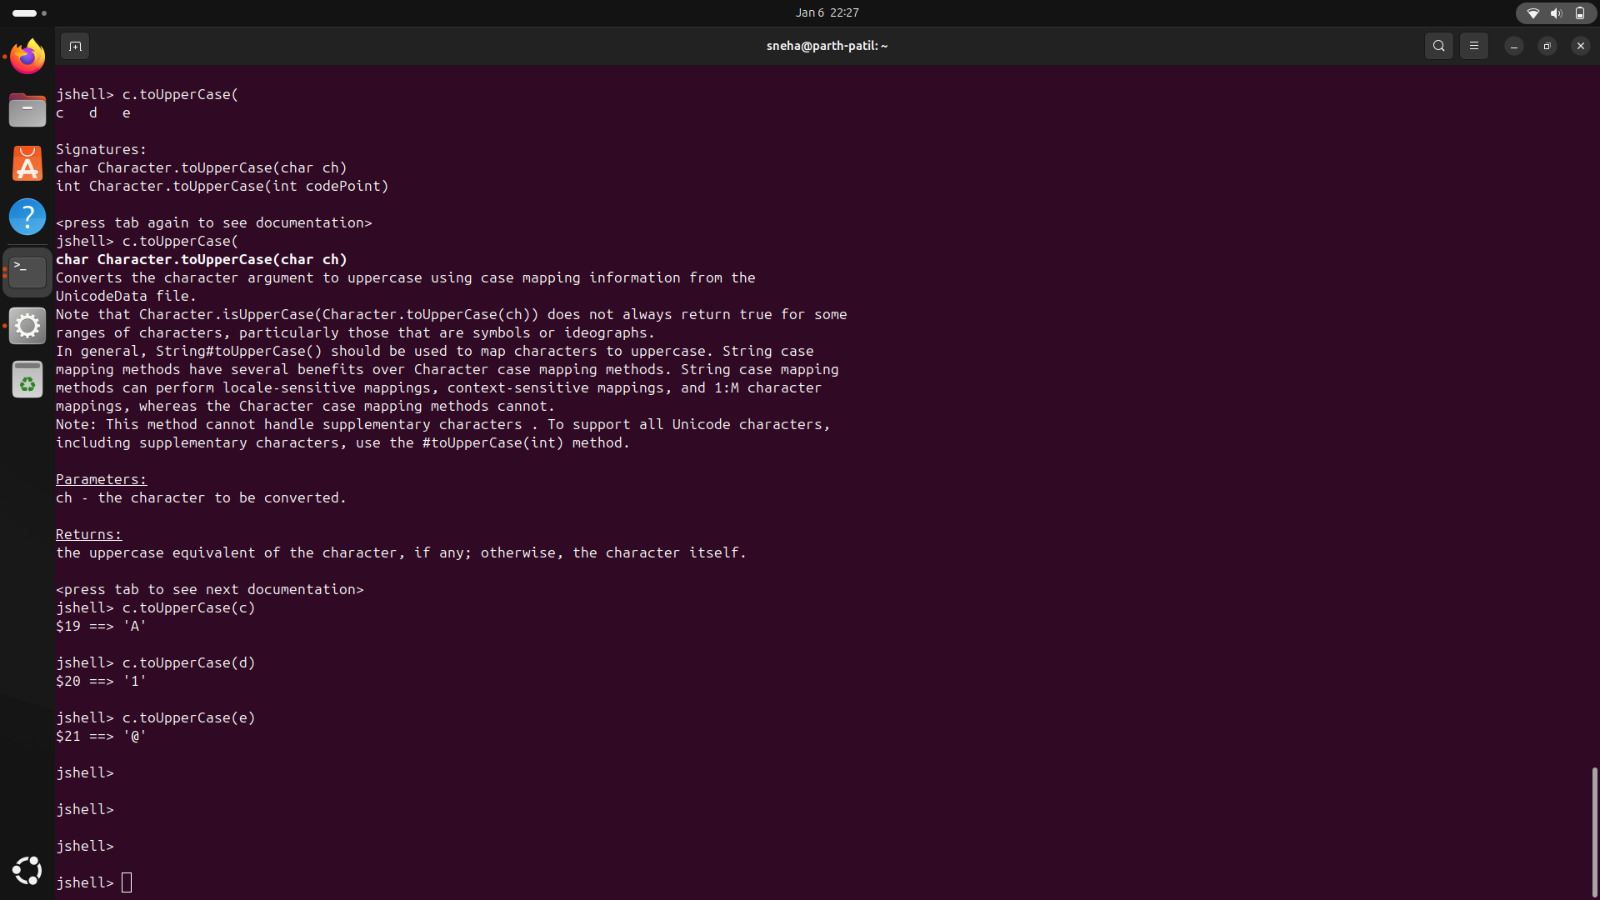 Jan 6 22:27
sneha@parth-patil: ~
jshell> c.toUpperCase(
c d e
Signatures:
char Character.toUpperCase(char ch)
int Character.toUpperCase(int codePoint)
<press tab again to see documentation>
jshell> c.toUpperCase(
char Character.toUpperCase(char ch)
Converts the character argument to uppercase using case mapping information from the
UnicodeData file.
Note that Character.isUpperCase(Character.toUpperCase(ch)) does not always return true for some
ranges of characters, particularly those that are symbols or ideographs.
In general, String#toUpperCase() should be used to map characters to uppercase. String case
mapping methods have several benefits over Character case mapping methods. String case mapping
methods can perform locale-sensitive mappings, context-sensitive mappings, and 1:M character
mappings, whereas the Character case mapping methods cannot.
Note: This method cannot handle supplementary characters . To support all Unicode characters,
including supplementary characters, use the #toUpperCase(int) method.
Parameters:
ch - the character to be converted.
Returns:
the uppercase equivalent of the character, if any; otherwise, the character itself.
<press tab to see next documentation>
jshell> c.toUpperCase(c)
$19 ==> 'A'
jshell> c.toUpperCase(d)
$20 ==> '1'
jshell> c.toUpperCase(e)
$21 ==> '@'
jshell>
jshell>
jshell>
jshell>